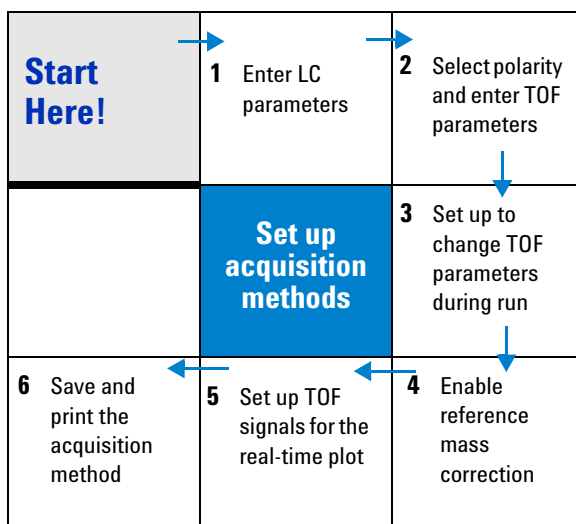 Start
Here!
1 Enter LC
parameters
2 Select polarity
and enter TOF
parameters
Set up
acquisition
methods
3 Set up to
change TOF
parameters
during run
4 Enable
reference
mass
correction
5 Set up TOF
signals for the
real-time plot
6 Save and
print the
acquisition
method